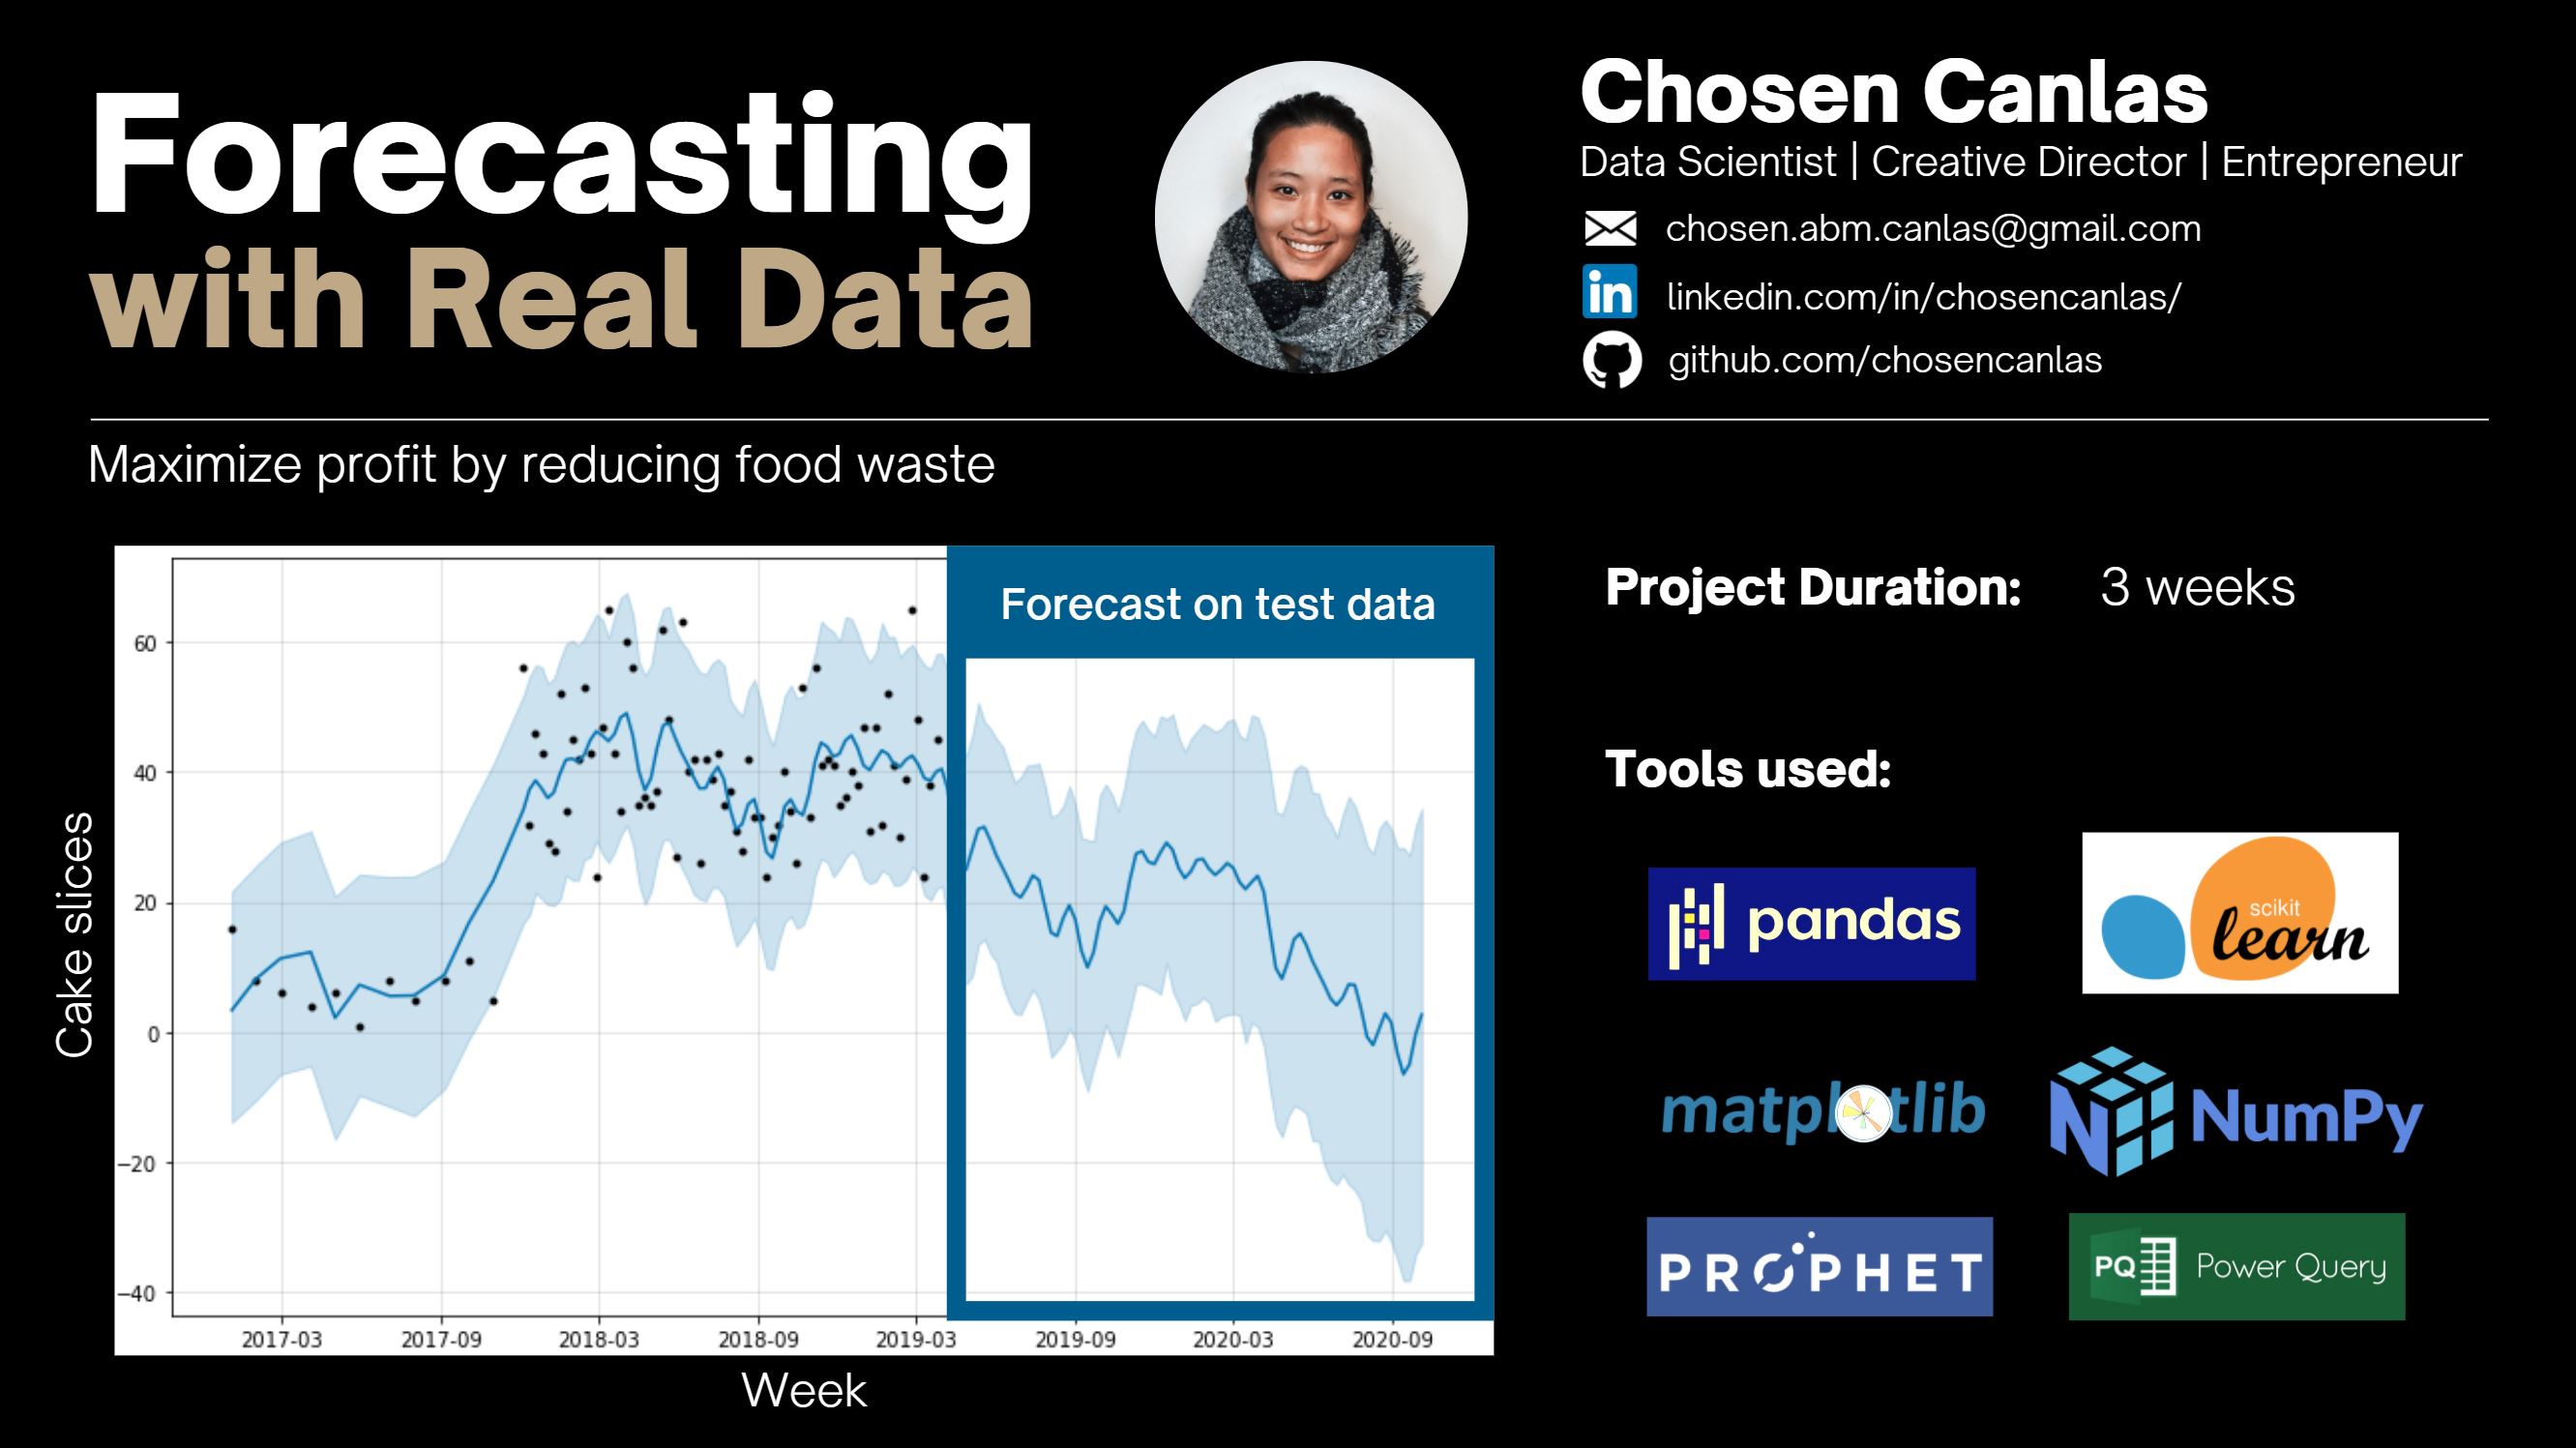 Forecasting
with Real Data
Chosen Canlas
Data Scientist | Creative Director | Entrepreneur
chosen.abm.canlas@gmail.com
in
linkedin.com/in/chosencanlas/
github.com/chosencanlas
Maximize profit by reducing food waste
Forecast on test data
60
40
20
0
−20
−40
Cake slices
2017-03 2017-09 2018-03 2018-09 2019-03 2019-09 2020-03 2020-09
Week
Project Duration: 3 weeks
Tools used:
pandas
scikit
learn
matplotlib
NumPy
PROPHET
PQ Power Query